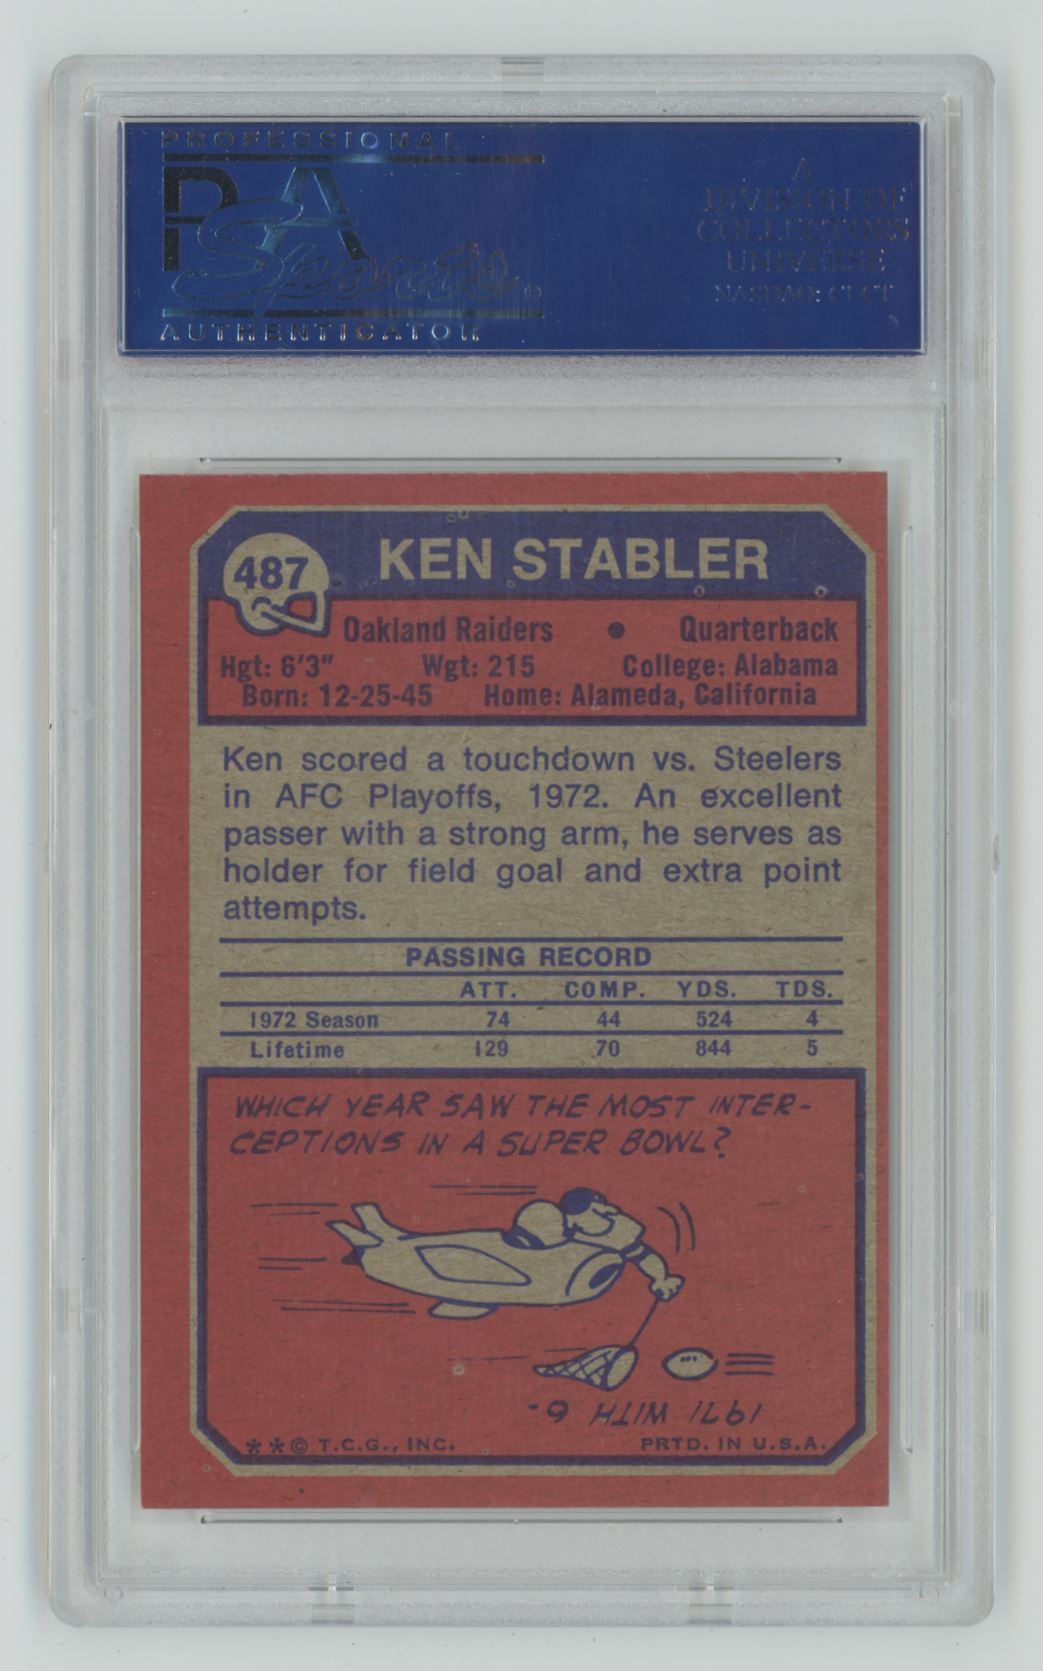 PROFESSIONAL
PSA
Sports®
AUTHENTICATOR
A
DIVISION OF
COLLECTORS
UNIVERSE
NASDAQ: CLCT
487
KEN STABLER
Oakland Raiders • Quarterback
Hgt: 6'3" Wgt: 215 College: Alabama
Born: 12-25-45 Home: Alameda, California
Ken scored a touchdown vs. Steelers
in AFC Playoffs, 1972. An excellent
passer with a strong arm, he serves as
holder for field goal and extra point
attempts.
PASSING RECORD
ATT. COMP. YDS. TDS.
1972 Season 74 44 524 4
Lifetime 129 70 844 5
WHICH YEAR SAW THE MOST INTER-
CEPTIONS IN A SUPER BOWL?
1971 WITH 6.
**© T.C.G., INC. PRTD. IN U.S.A.